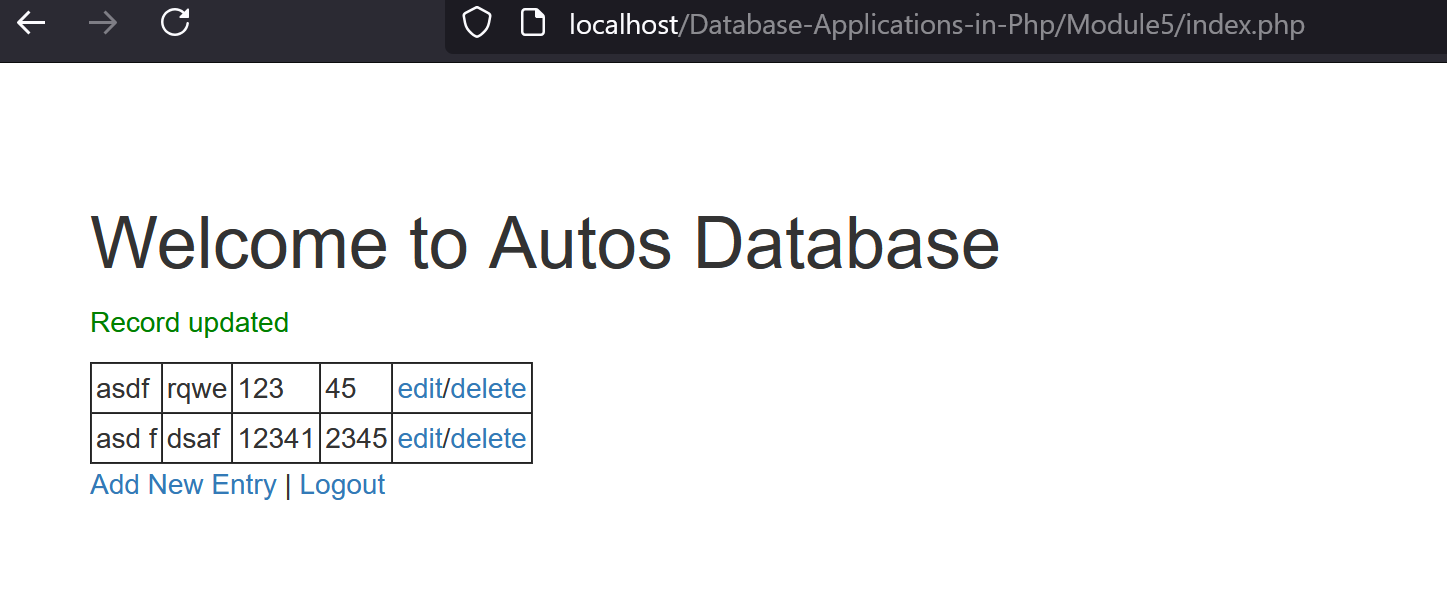 localhost/Database-Applications-in-Php/Module5/index.php
Welcome to Autos Database
Record updated
asdf rqwe 123 45 edit/delete
asd f dsaf 12341 2345 edit/delete
Add New Entry | Logout